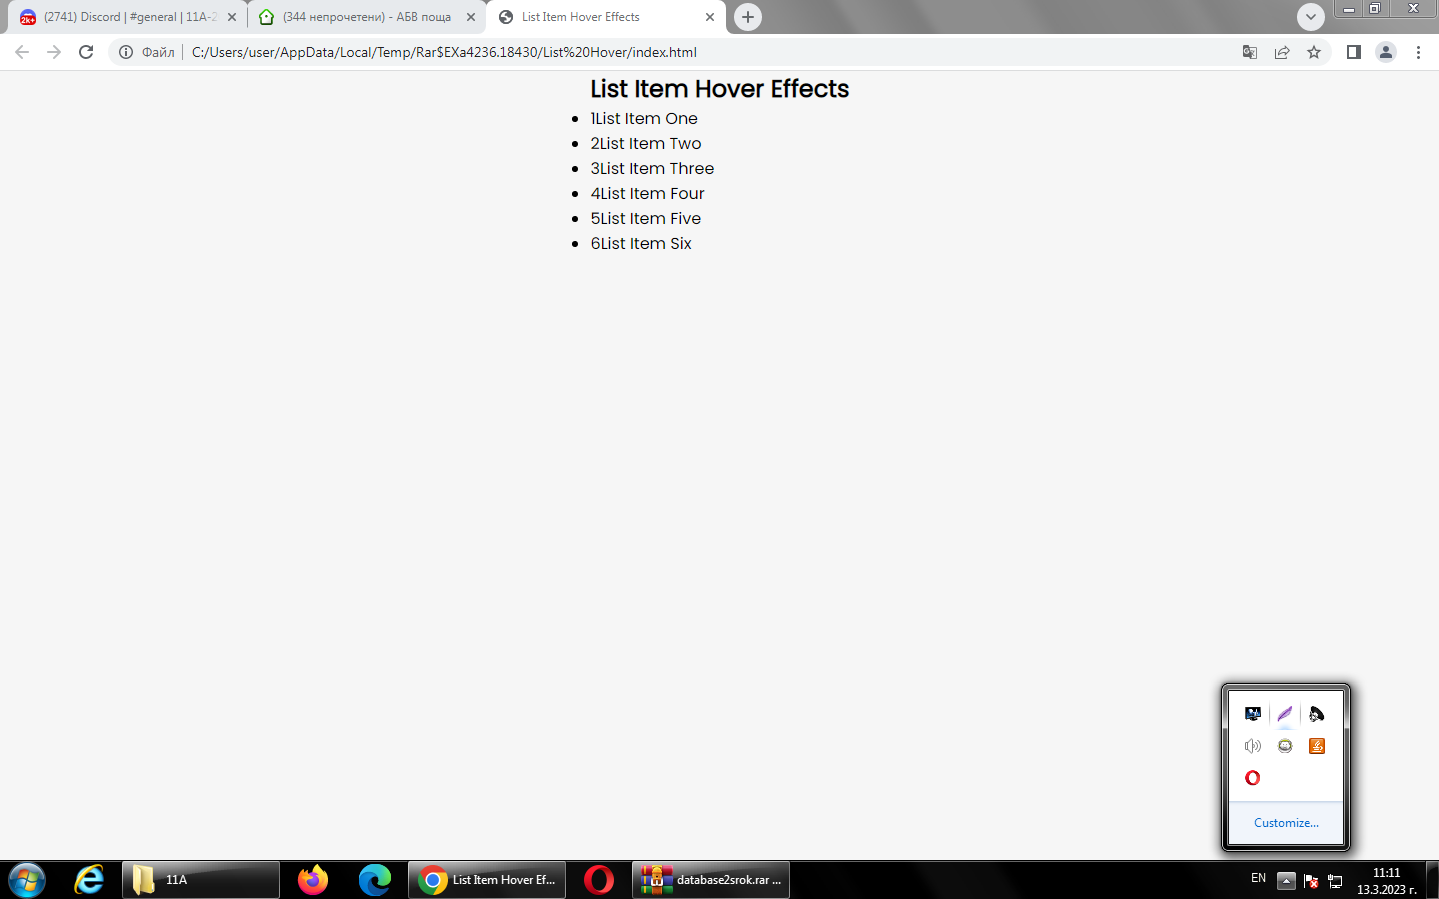 (2741) Discord | #general | 11A-2
(344 непрочетени) - АБВ поща
List Item Hover Effects
Файл
C:/Users/user/AppData/Local/Temp/Rar$EXa4236.18430/List%20Hover/index.html
List Item Hover Effects
1List Item One
2List Item Two
3List Item Three
4List Item Four
5List Item Five
6List Item Six
Customize...
11A
List Item Hover Ef...
database2srok.rar ...
EN
11:11
13.3.2023 г.